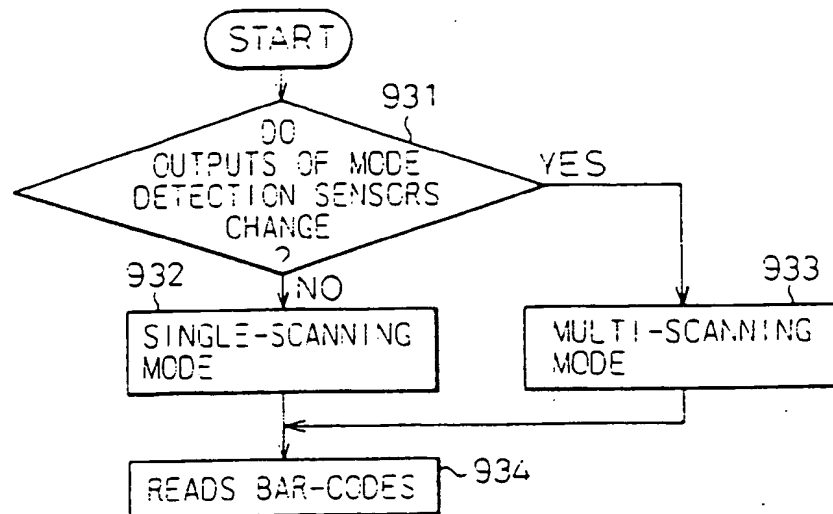 START
931
DO
OUTPUTS OF MODE
DETECTION SENSORS
CHANGE
?
YES
932
NO
933
SINGLE-SCANNING
MODE
MULTI-SCANNING
MODE
READS BAR-CODES
934